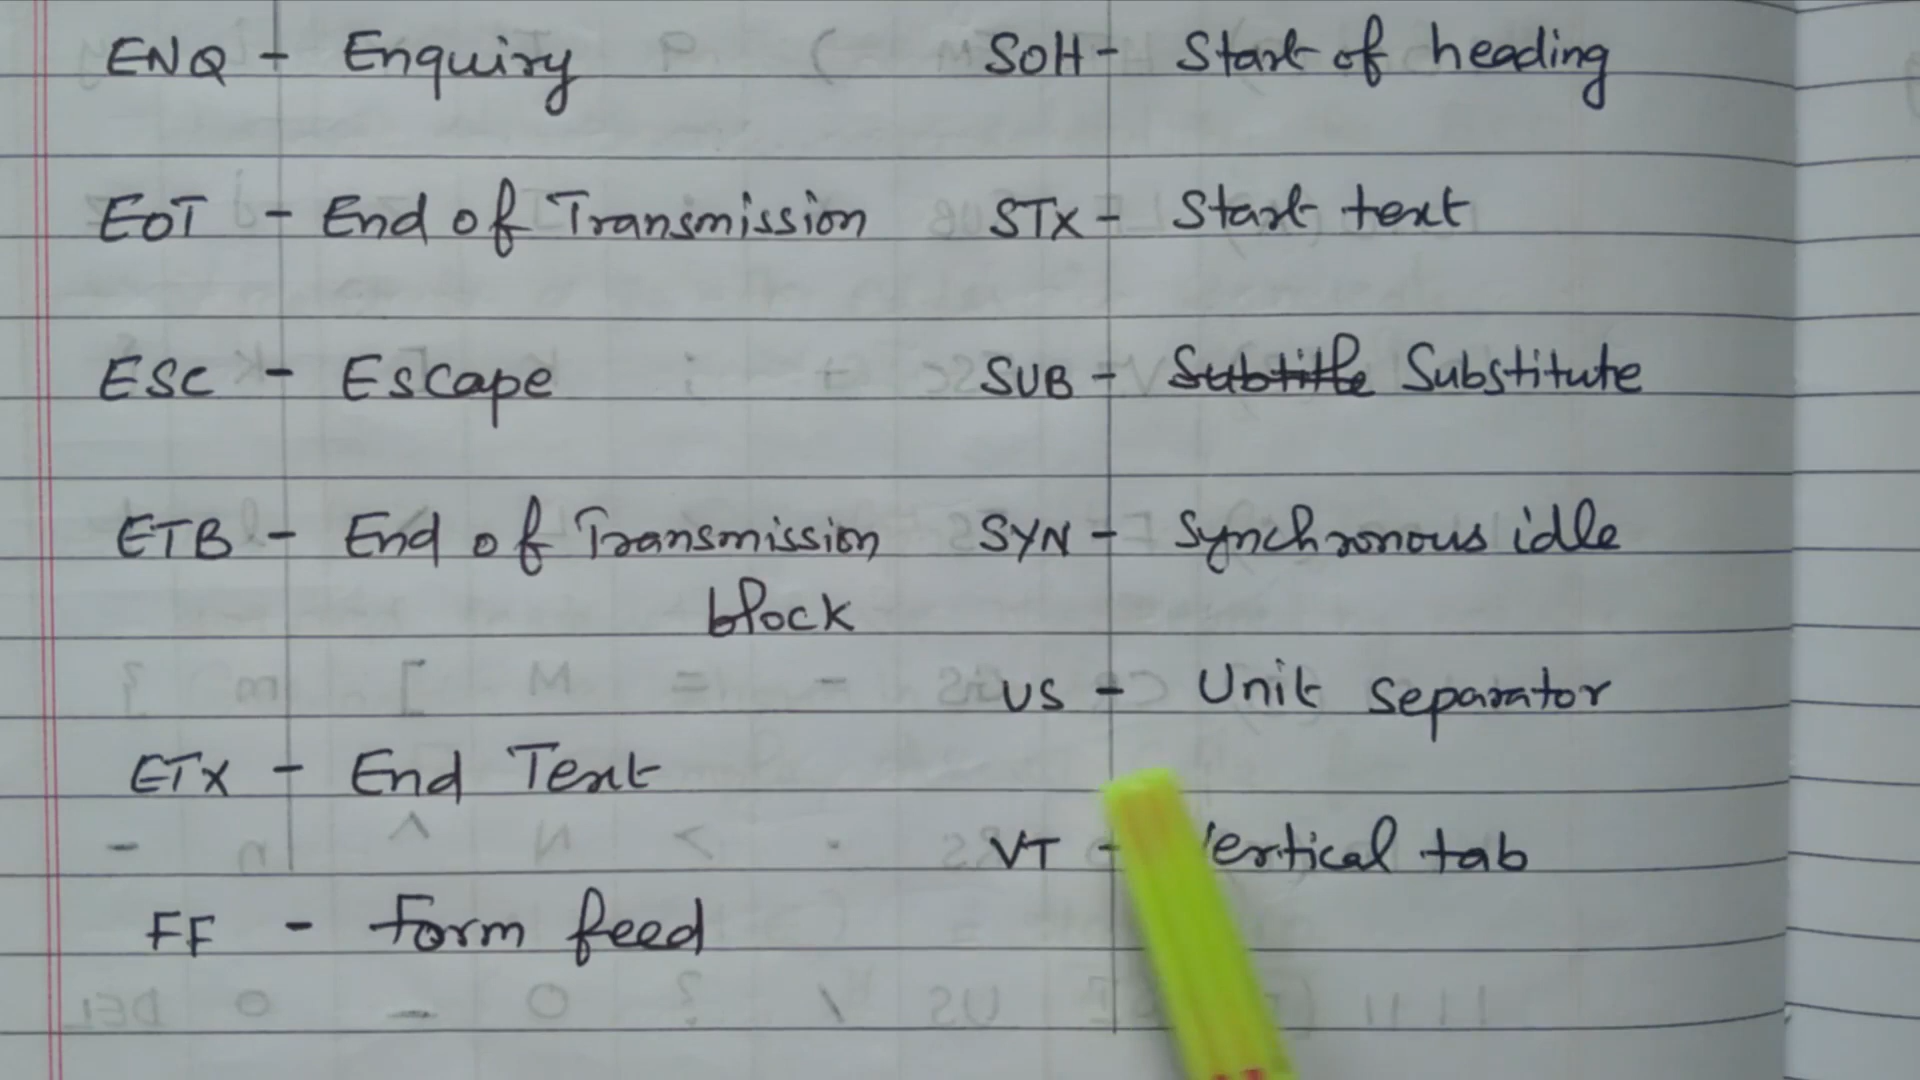 ENQ - Enquiry
EOT - End of Transmission
ESC - Escape
ETB - End of Transmission
block
ETX - End Text
FF - Form feed
SOH - Start of heading
STX - Start text
SUB - Subtitle Substitute
SYN - Synchronous idle
US - Unit separator
VT - Vertical tab